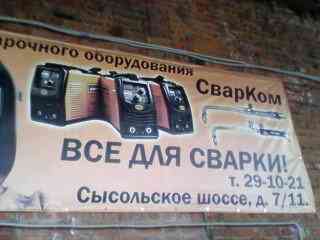 рочного оборудования
СварКом
ВСЕ ДЛЯ СВАРКИ!
т. 29-10-21
Сысольское шоссе, д. 7/11.